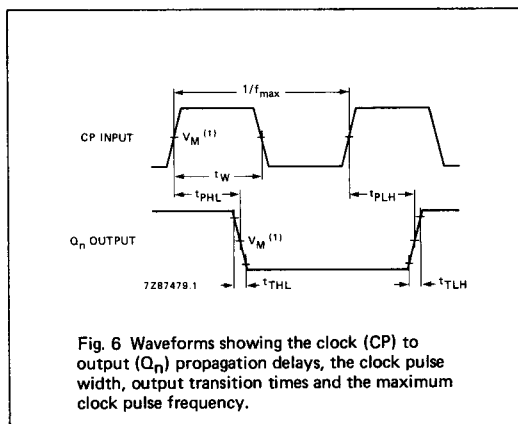 1/fmax
CP INPUT
VM (1)
tW
tPHL
tPLH
Qn OUTPUT
VM (1)
7Z87479.1
tTHL
tTLH
Fig. 6 Waveforms showing the clock (CP) to
output (Qn) propagation delays, the clock pulse
width, output transition times and the maximum
clock pulse frequency.